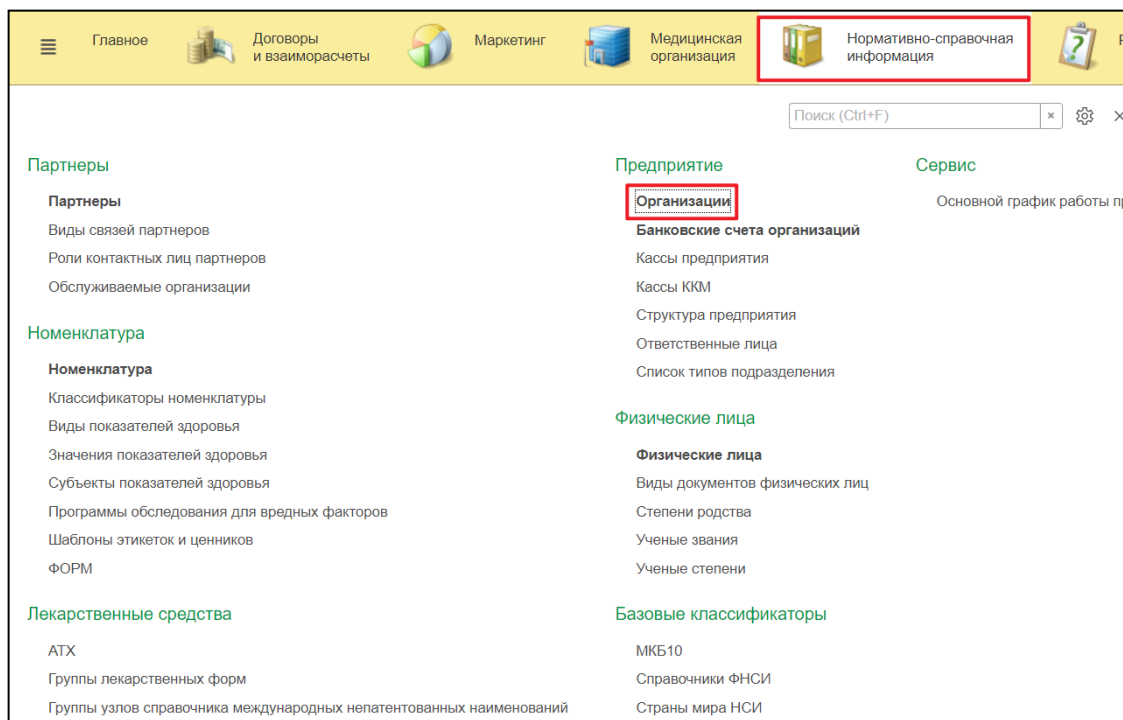 Главное
Договоры
и взаиморасчеты
Маркетинг
Медицинская
организация
Нормативно-справочная
информация
Поиск (Ctrl+F)
Партнеры
Партнеры
Виды связей партнеров
Роли контактных лиц партнеров
Обслуживаемые организации
Номенклатура
Номенклатура
Классификаторы номенклатуры
Виды показателей здоровья
Значения показателей здоровья
Субъекты показателей здоровья
Программы обследования для вредных факторов
Шаблоны этикеток и ценников
ФОРМ
Лекарственные средства
АТХ
Группы лекарственных форм
Группы узлов справочника международных непатентованных наименований
Предприятие
Организации
Банковские счета организаций
Кассы предприятия
Кассы ККМ
Структура предприятия
Ответственные лица
Список типов подразделения
Физические лица
Физические лица
Виды документов физических лиц
Степени родства
Ученые звания
Ученые степени
Базовые классификаторы
МКБ10
Справочники ФНСИ
Страны мира НСИ
Сервис
Основной график работы